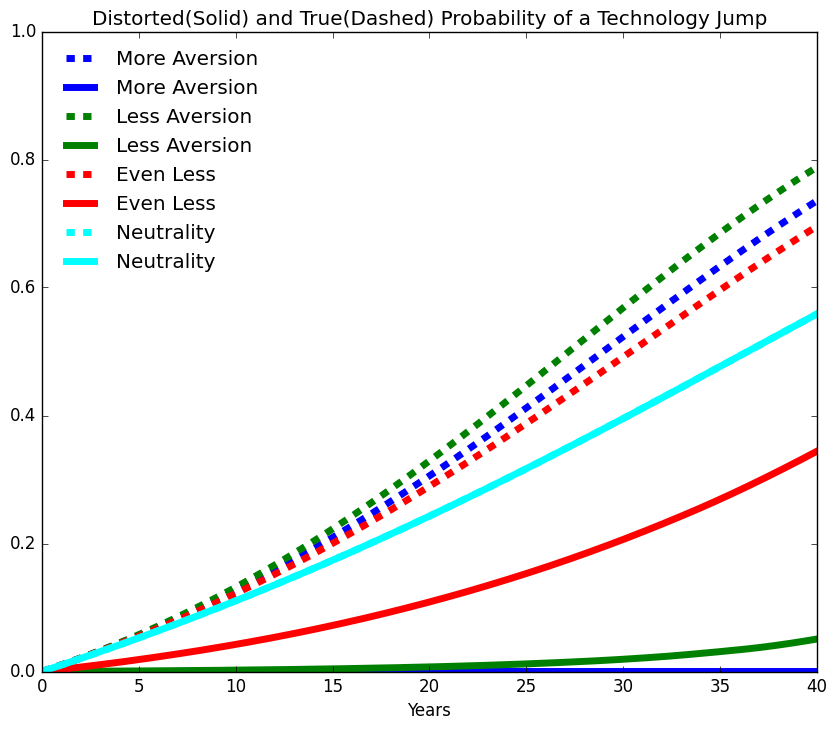 Distorted(Solid) and True(Dashed) Probability of a Technology Jump
1.0
0.8
0.6
0.4
0.2
0.0
More Aversion
More Aversion
Less Aversion
Less Aversion
Even Less
Even Less
Neutrality
Neutrality
0 5 10 15 20 25 30 35 40
Years